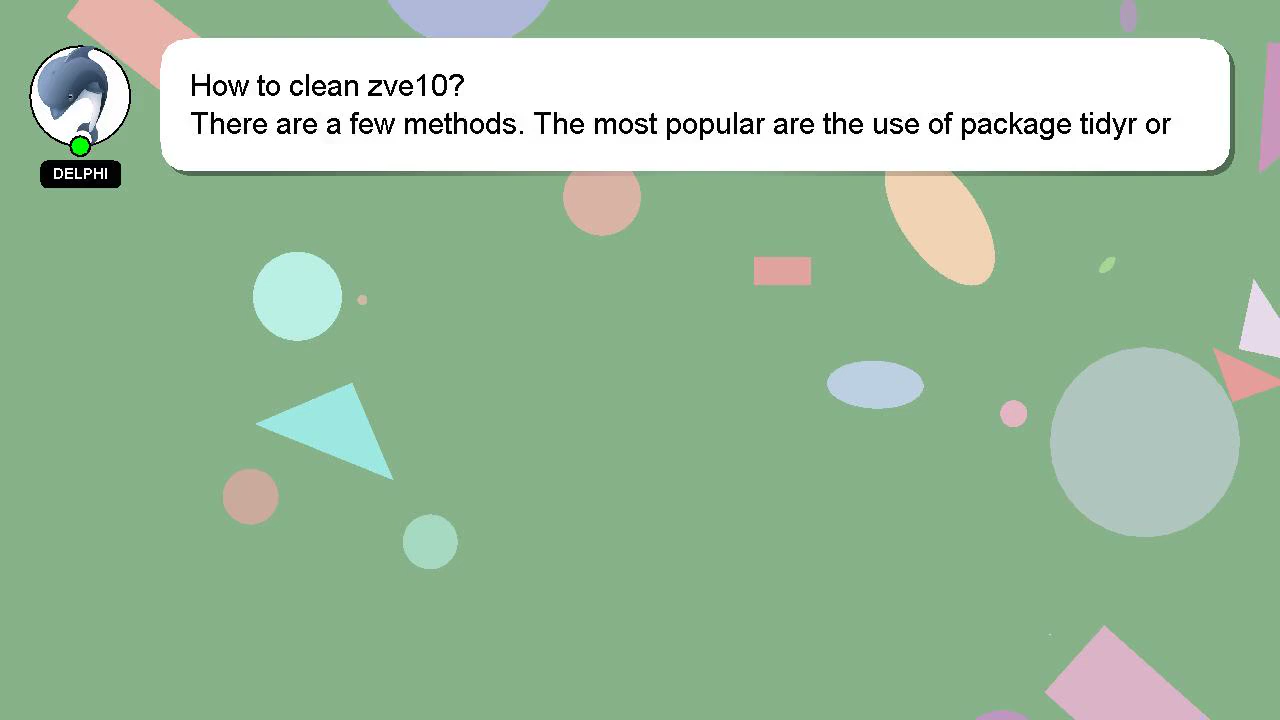 How to clean zve10?
There are a few methods. The most popular are the use of package tidyr or
DELPHI